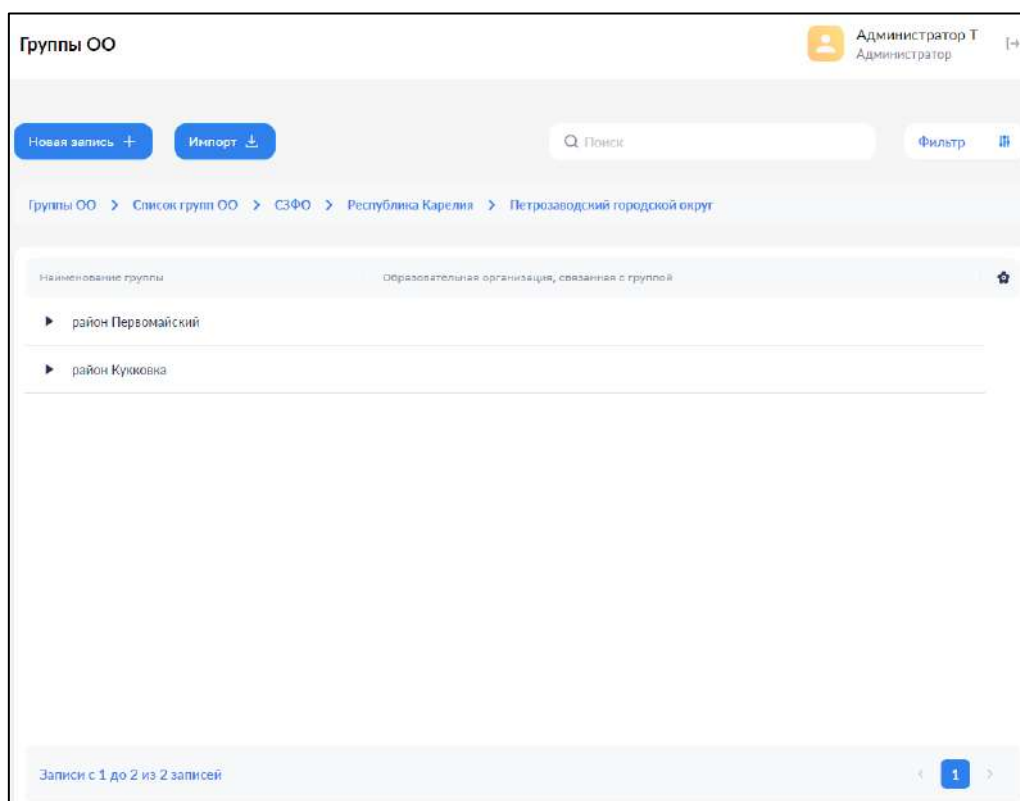 Группы ОО
Администратор Т
Администратор
Новая запись +
Импорт
Поиск
Фильтр
Группы ОО > Список групп ОО > СЗФО > Республика Карелия > Петрозаводский городской округ
Наименование группы Образовательная организация, связанная с группой
район Первомайский
район Кукковка
Записи с 1 до 2 из 2 записей
< 1 >